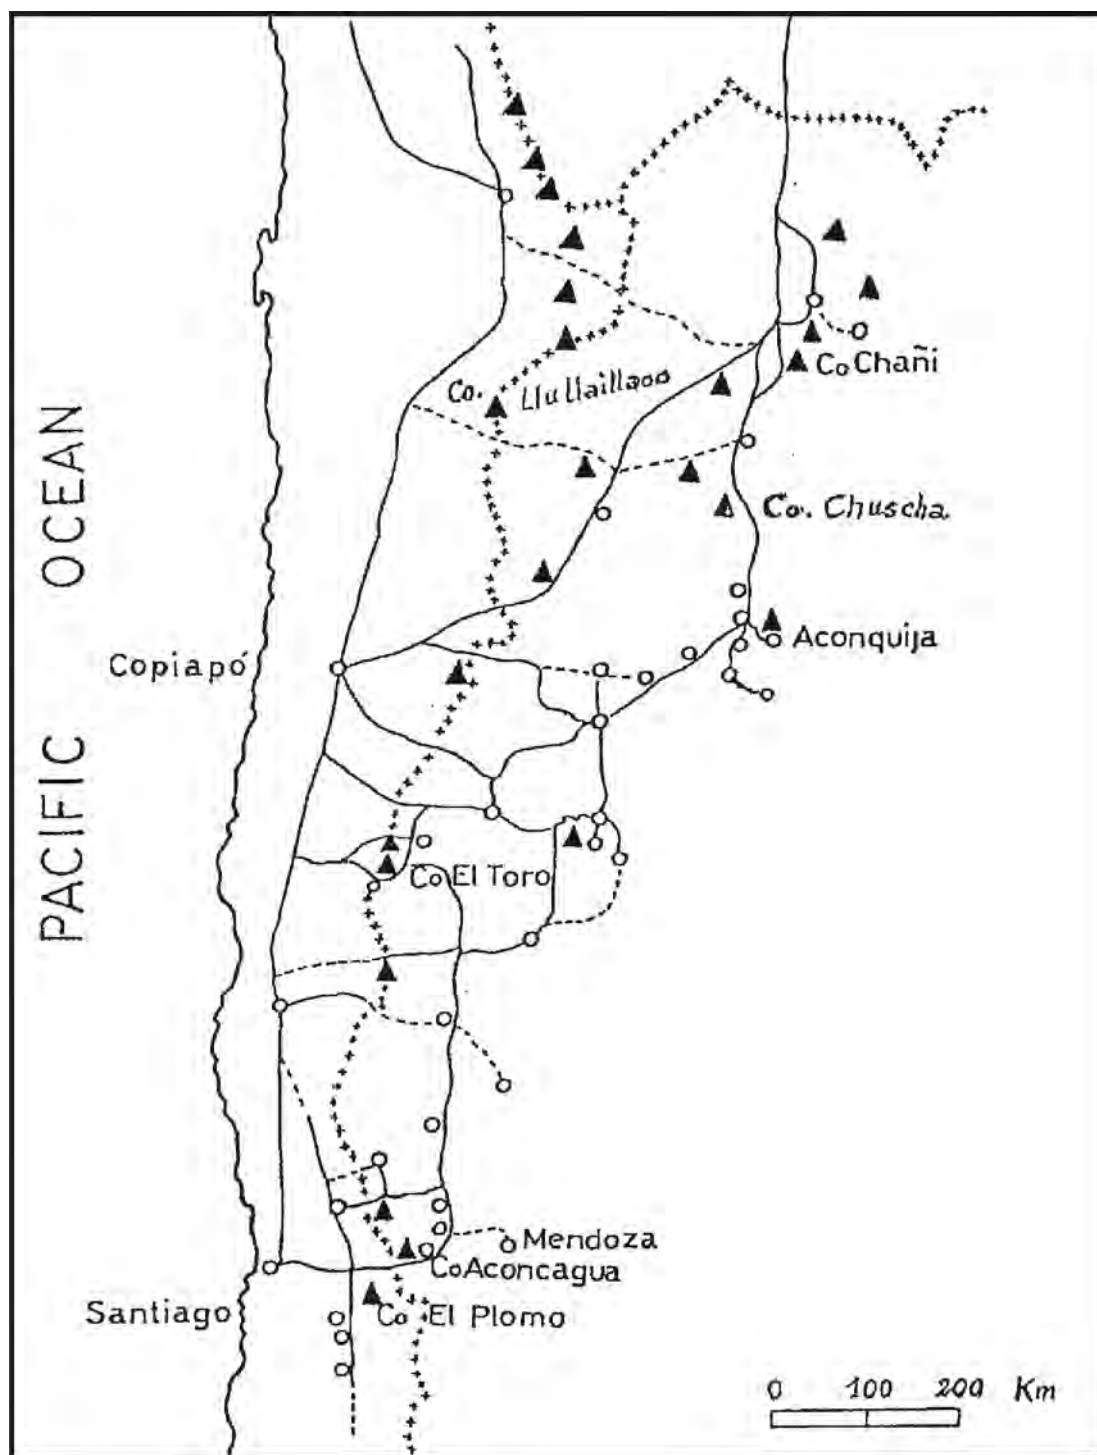 Co Chañi
Co. Llullaillaco
Co. Chuscha
Aconquija
Copiapó
PACIFIC OCEAN
Co El Toro
Mendoza
Co Aconcagua
Santiago
Co El Plomo
0 100 200 Km